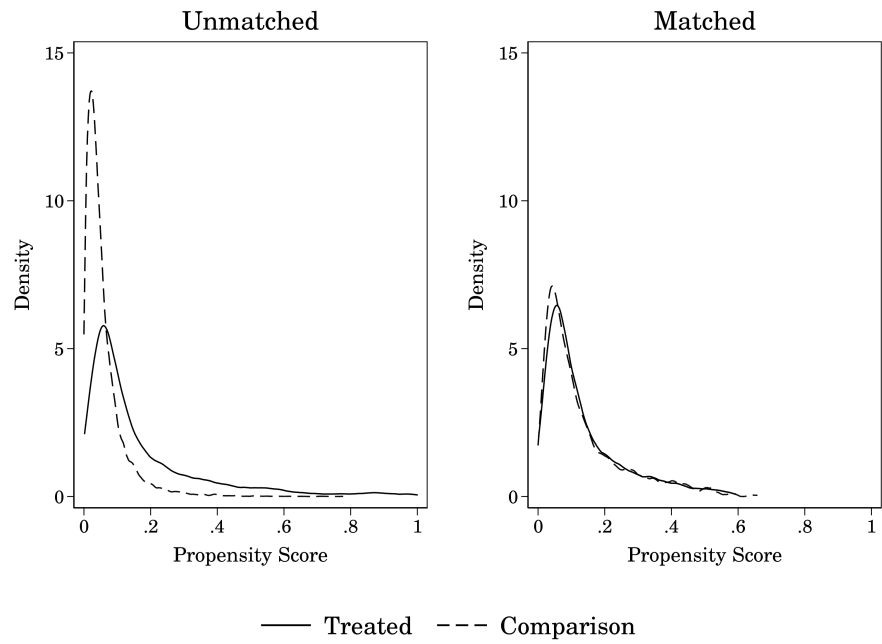 Unmatched
15
10
5
0
Density
0 .2 .4 .6 .8 1
Propensity Score
Matched
15
10
5
0
Density
0 .2 .4 .6 .8 1
Propensity Score
Treated Comparison